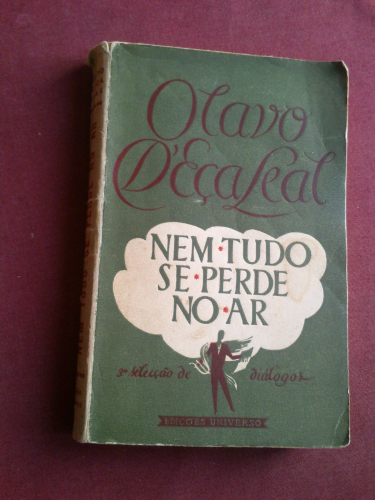 Olavo
D'Eça Leal
NEM • TUDO
SE • PERDE
NO • AR
3ª selecção de diálogos
EDIÇÕES UNIVERSO